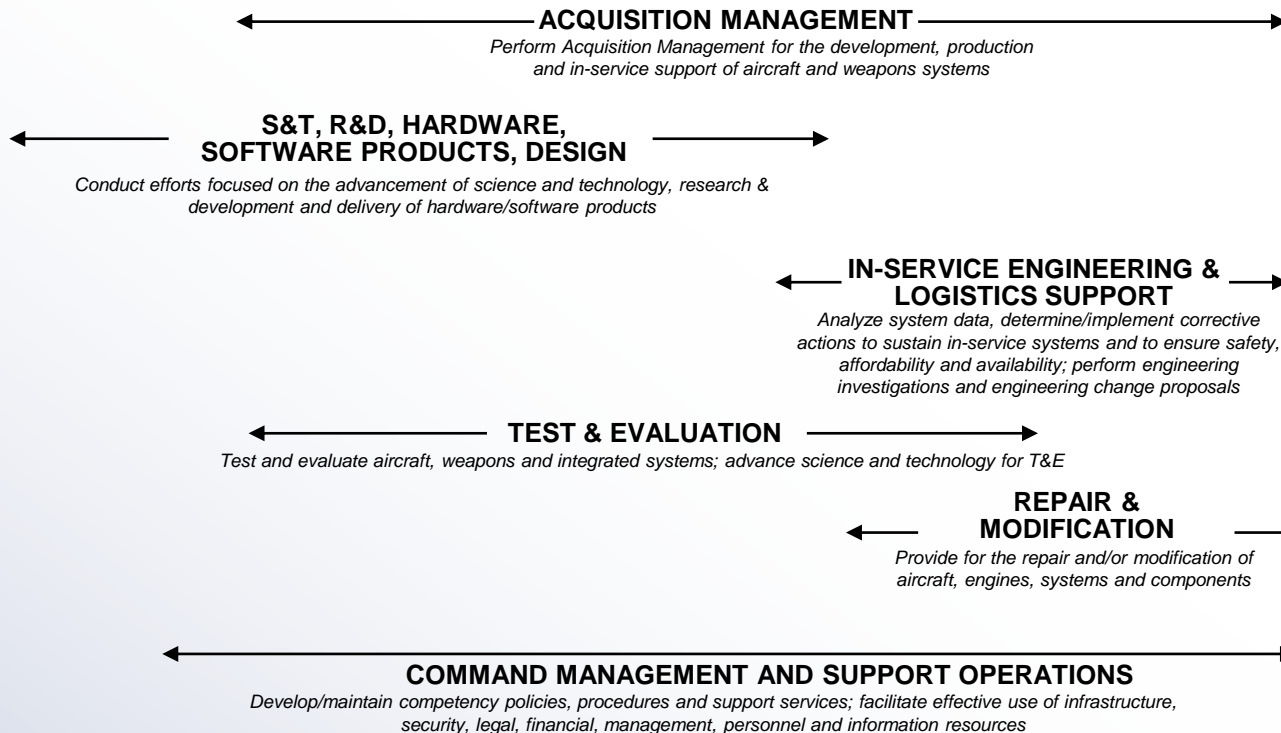 ACQUISITION MANAGEMENT
Perform Acquisition Management for the development, production
and in-service support of aircraft and weapons systems
S&T, R&D, HARDWARE,
SOFTWARE PRODUCTS, DESIGN
Conduct efforts focused on the advancement of science and technology, research &
development and delivery of hardware/software products
IN-SERVICE ENGINEERING &
LOGISTICS SUPPORT
Analyze system data, determine/implement corrective
actions to sustain in-service systems and to ensure safety,
affordability and availability; perform engineering
investigations and engineering change proposals
TEST & EVALUATION
Test and evaluate aircraft, weapons and integrated systems; advance science and technology for T&E
REPAIR &
MODIFICATION
Provide for the repair and/or modification of
aircraft, engines, systems and components
COMMAND MANAGEMENT AND SUPPORT OPERATIONS
Develop/maintain competency policies, procedures and support services; facilitate effective use of infrastructure,
security, legal, financial, management, personnel and information resources